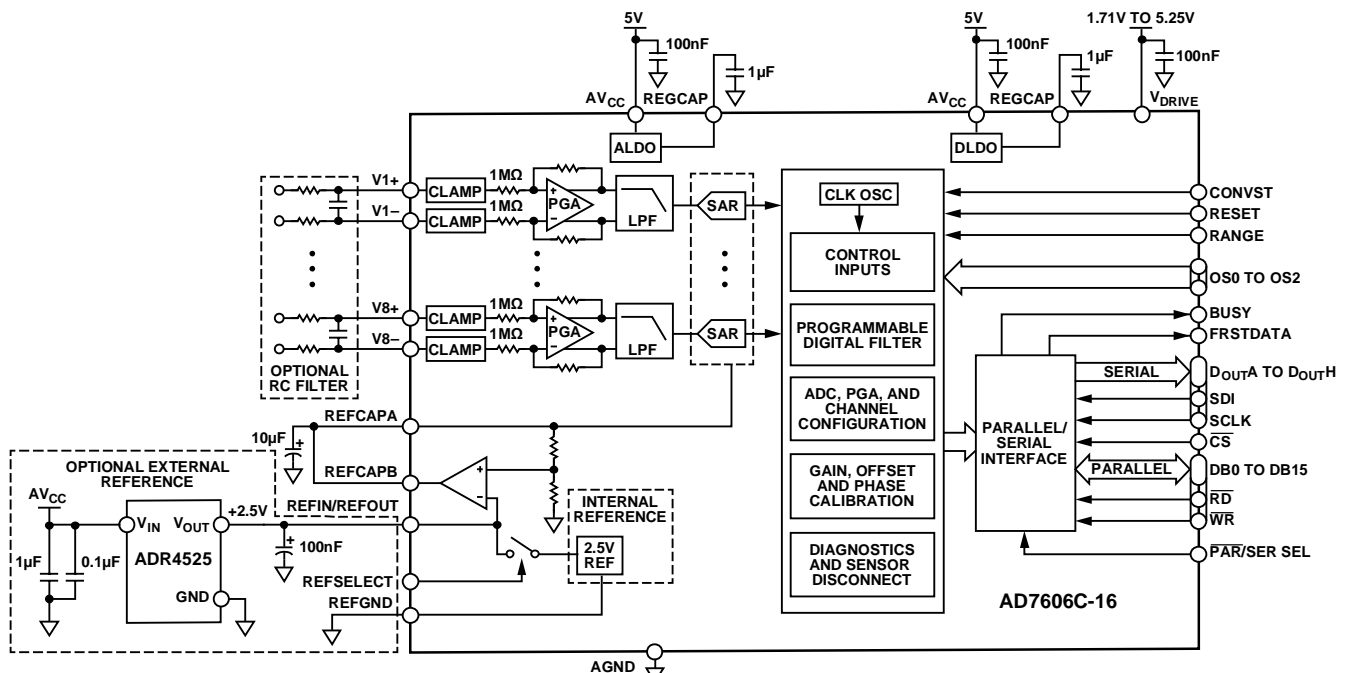 5V
100nF
1µF
AVCC
REGCAP
ALDO
5V
100nF
1µF
AVCC
REGCAP
DLDO
1.71V TO 5.25V
100nF
VDRIVE
V1+
V1–
CLAMP
CLAMP
1MΩ
1MΩ
+
–
PGA
LPF
SAR
V8+
V8–
CLAMP
CLAMP
1MΩ
1MΩ
+
–
PGA
LPF
SAR
OPTIONAL
RC FILTER
CLK OSC
CONTROL
INPUTS
PROGRAMMABLE
DIGITAL FILTER
ADC, PGA, AND
CHANNEL
CONFIGURATION
GAIN, OFFSET
AND PHASE
CALIBRATION
DIAGNOSTICS
AND SENSOR
DISCONNECT
PARALLEL/
SERIAL
INTERFACE
SERIAL
PARALLEL
CONVST
RESET
RANGE
OS0 TO OS2
BUSY
FRSTDATA
DOUTA TO DOUTH
SDI
SCLK
CS
DB0 TO DB15
RD
WR
PAR/SER SEL
REFCAPA
10µF
+
REFCAPB
+
–
REFIN/REFOUT
INTERNAL
REFERENCE
2.5V
REF
REFSELECT
REFGND
OPTIONAL EXTERNAL
REFERENCE
AVCC
VIN
VOUT
+2.5V
ADR4525
GND
1µF
0.1µF
+
100nF
AD7606C-16
AGND